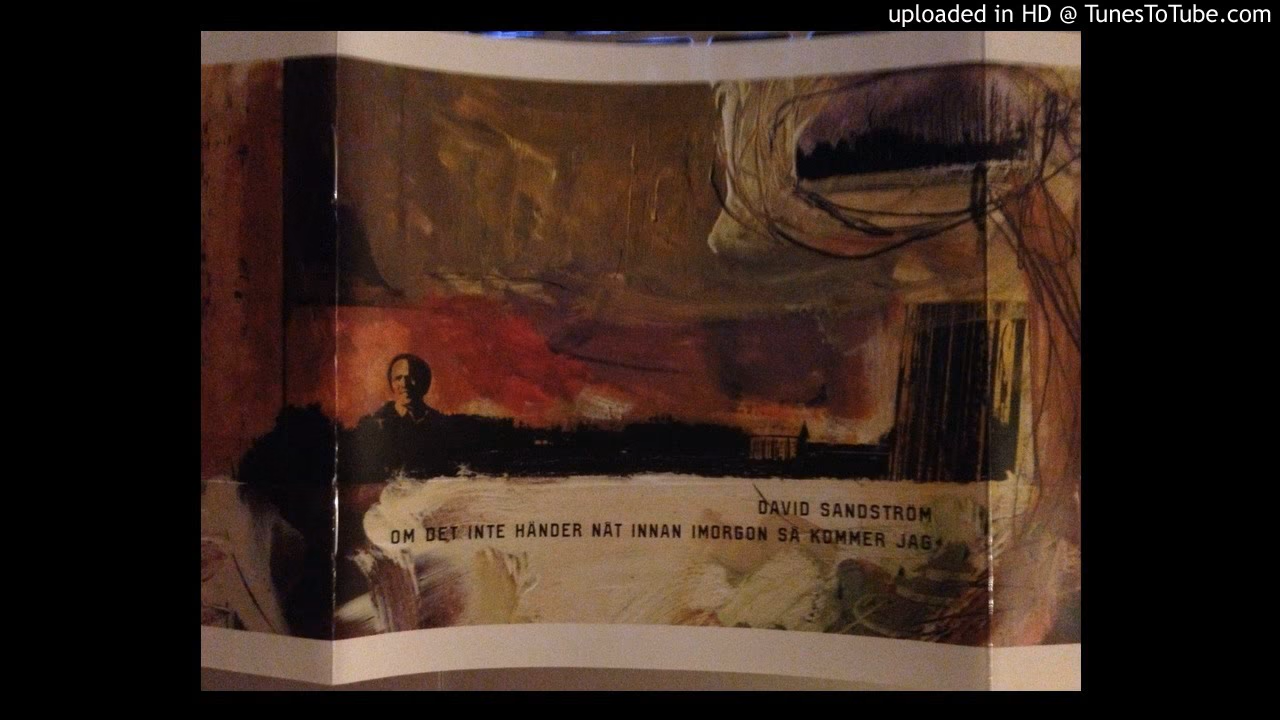 uploaded in HD @ TunesToTube.com
DAVID SANDSTRÖM
OM DET INTE HÄNDER NÅT INNAN IMORGON SÅ KOMMER JAG